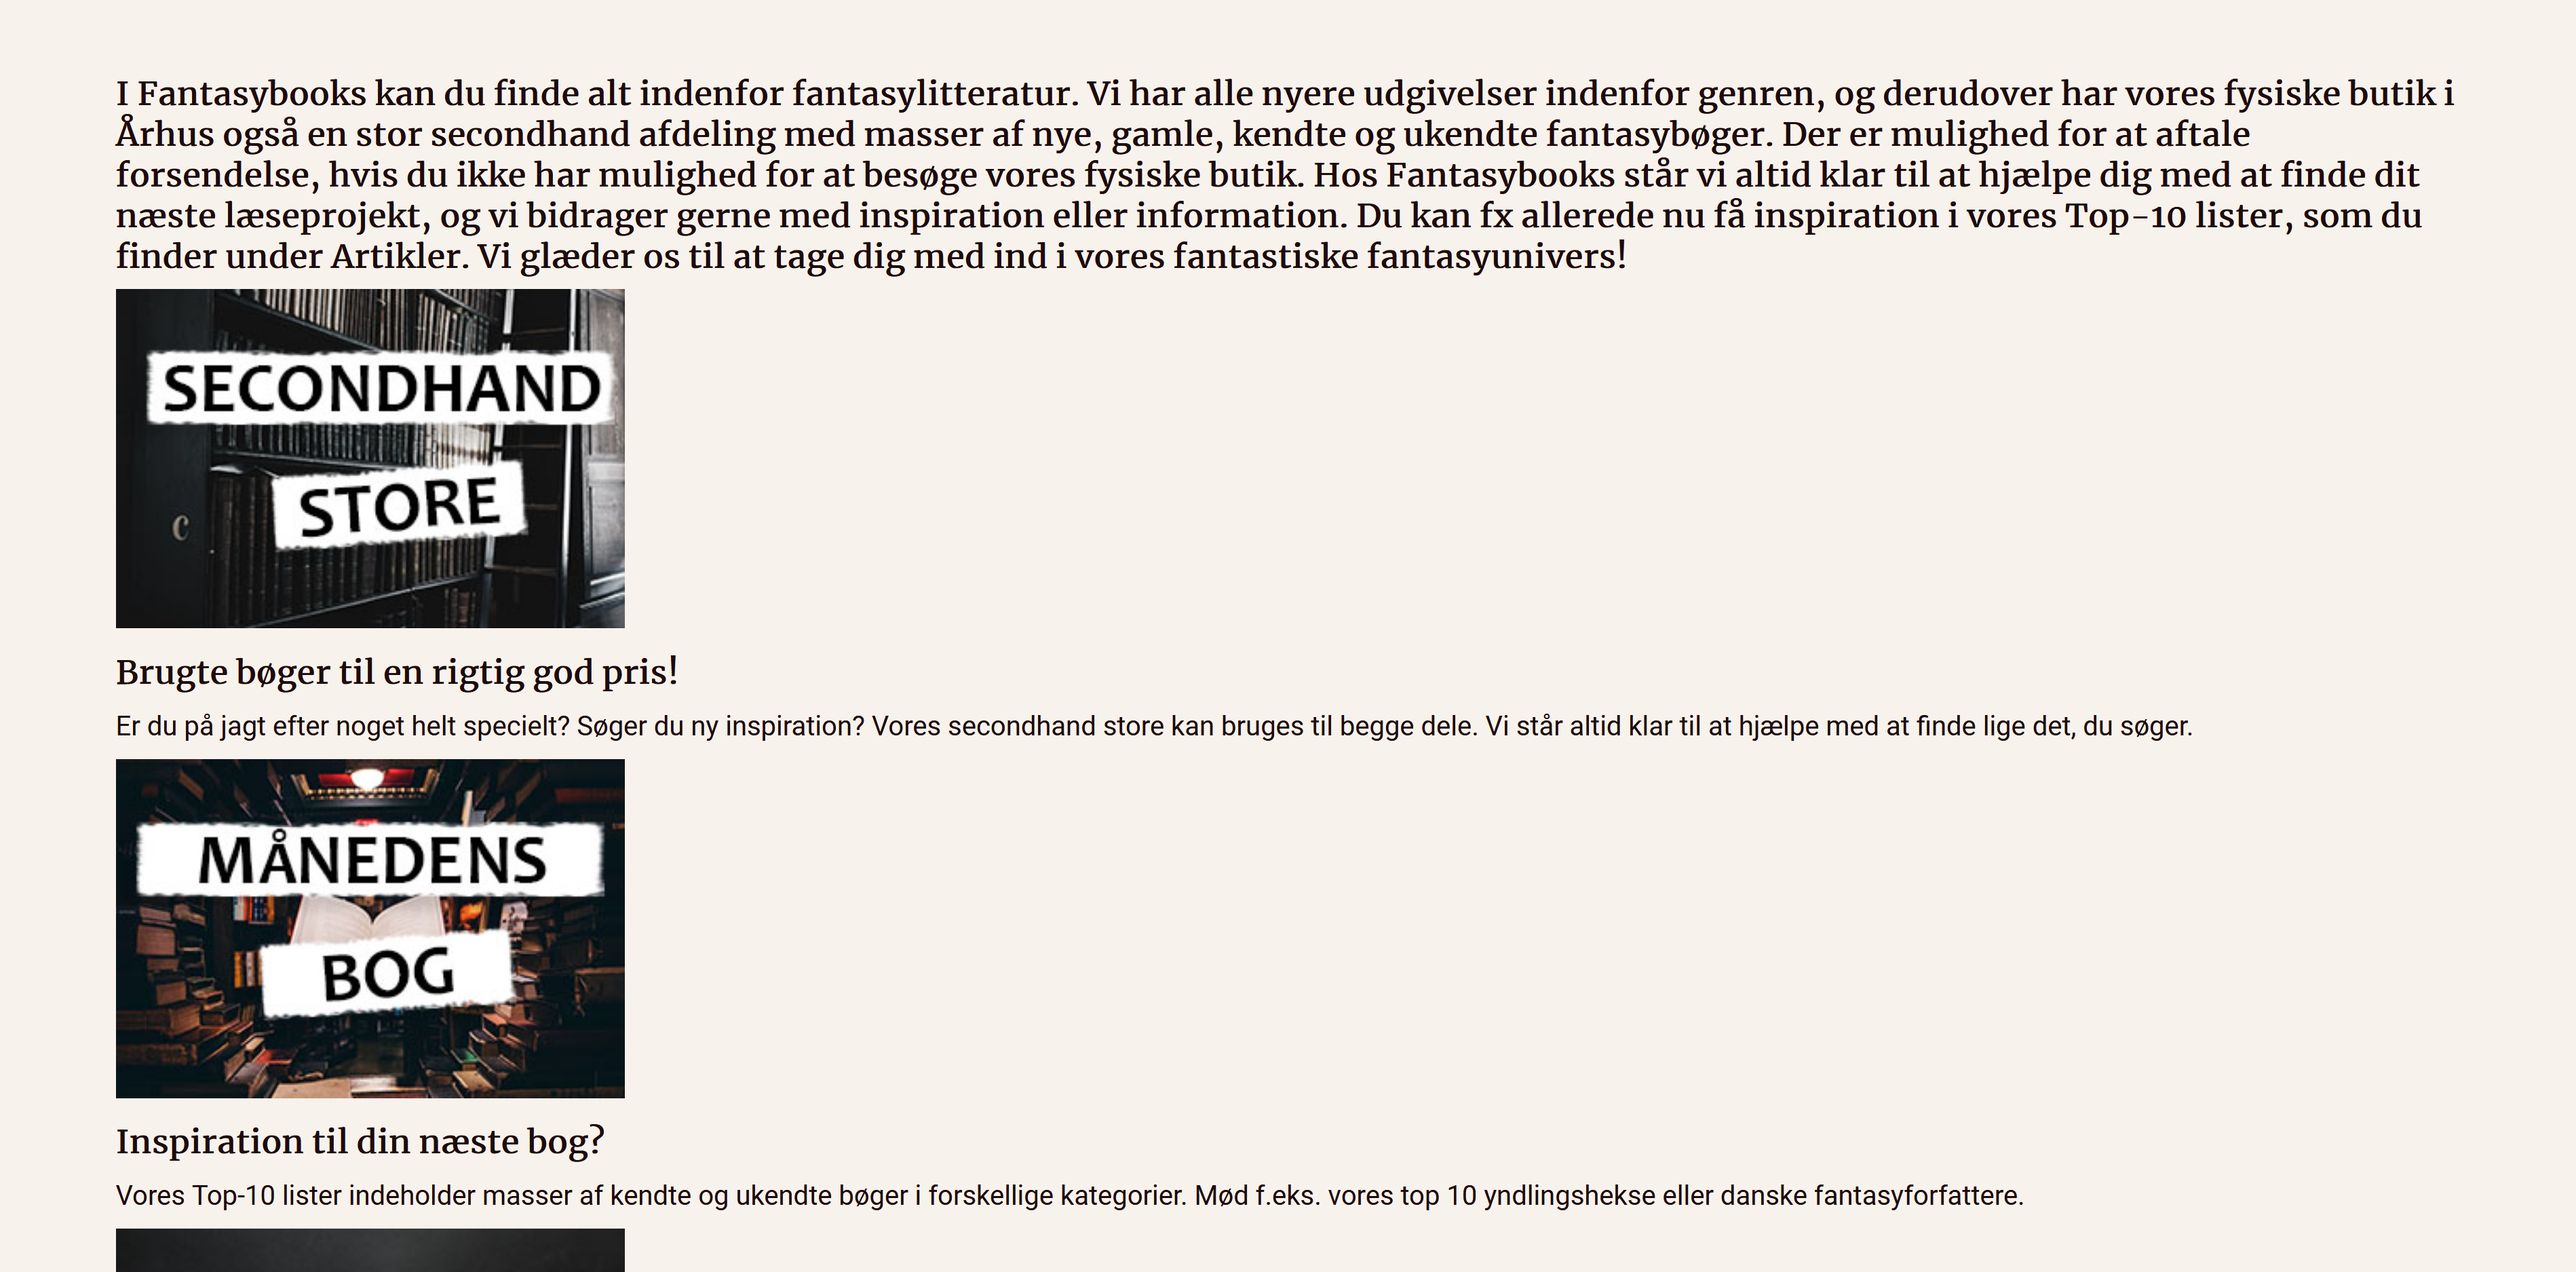 I Fantasybooks kan du finde alt indenfor fantasylitteratur. Vi har alle nyere udgivelser indenfor genren, og derudover har vores fysiske butik i
Århus også en stor secondhand afdeling med masser af nye, gamle, kendte og ukendte fantasybøger. Der er mulighed for at aftale
forsendelse, hvis du ikke har mulighed for at besøge vores fysiske butik. Hos Fantasybooks står vi altid klar til at hjælpe dig med at finde dit
næste læseprojekt, og vi bidrager gerne med inspiration eller information. Du kan fx allerede nu få inspiration i vores Top-10 lister, som du
finder under Artikler. Vi glæder os til at tage dig med ind i vores fantastiske fantasyunivers!
SECONDHAND
STORE
C
Brugte bøger til en rigtig god pris!
Er du på jagt efter noget helt specielt? Søger du ny inspiration? Vores secondhand store kan bruges til begge dele. Vi står altid klar til at hjælpe med at finde lige det, du søger.
MÅNEDENS
BOG
Inspiration til din næste bog?
Vores Top-10 lister indeholder masser af kendte og ukendte bøger i forskellige kategorier. Mød f.eks. vores top 10 yndlingshekse eller danske fantasyforfattere.